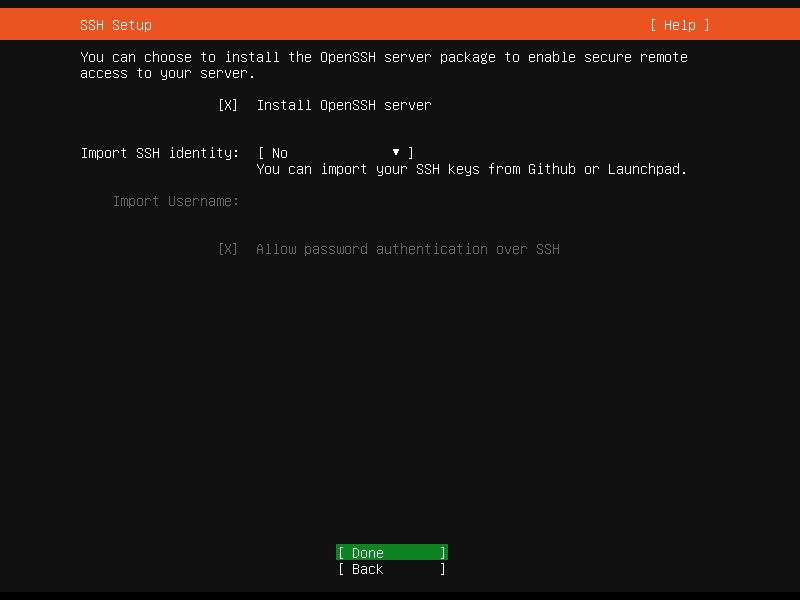 SSH Setup [ Help ]
You can choose to install the OpenSSH server package to enable secure remote
access to your server.
[X] Install OpenSSH server
Import SSH identity: [ No ▾ ]
You can import your SSH keys from Github or Launchpad.
Import Username:
[X] Allow password authentication over SSH
[ Done ]
[ Back ]